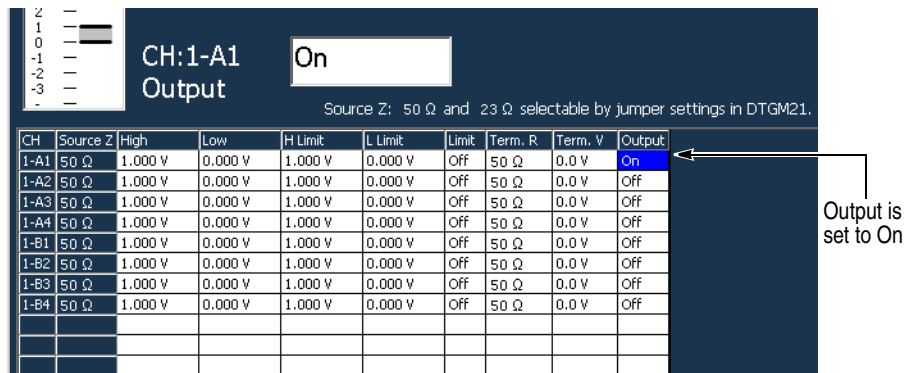 2
1
0
-1
-2
-3
-
CH:1-A1
Output
On
Source Z: 50 Ω and 23 Ω selectable by jumper settings in DTGM21.
CH Source Z High Low H Limit L Limit Limit Term. R Term. V Output
1-A1 50 Ω 1.000 V 0.000 V 1.000 V 0.000 V Off 50 Ω 0.0 V On
1-A2 50 Ω 1.000 V 0.000 V 1.000 V 0.000 V Off 50 Ω 0.0 V Off
1-A3 50 Ω 1.000 V 0.000 V 1.000 V 0.000 V Off 50 Ω 0.0 V Off
1-A4 50 Ω 1.000 V 0.000 V 1.000 V 0.000 V Off 50 Ω 0.0 V Off
1-B1 50 Ω 1.000 V 0.000 V 1.000 V 0.000 V Off 50 Ω 0.0 V Off
1-B2 50 Ω 1.000 V 0.000 V 1.000 V 0.000 V Off 50 Ω 0.0 V Off
1-B3 50 Ω 1.000 V 0.000 V 1.000 V 0.000 V Off 50 Ω 0.0 V Off
1-B4 50 Ω 1.000 V 0.000 V 1.000 V 0.000 V Off 50 Ω 0.0 V Off
Output is
set to On